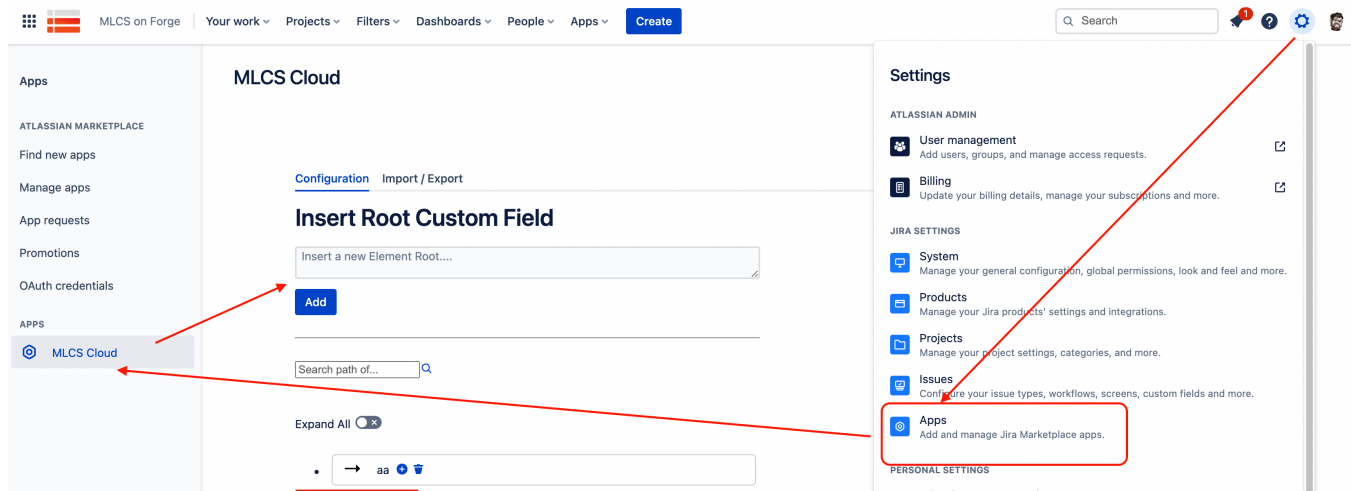 MLCS on Forge Your work Projects Filters Dashboards People Apps Create Search 1
Apps
ATLASSIAN MARKETPLACE
Find new apps
Manage apps
App requests
Promotions
OAuth credentials
APPS
MLCS Cloud
MLCS Cloud
Configuration Import / Export
Insert Root Custom Field
Insert a new Element Root....
Add
Search path of...
Expand All
aa
Settings
ATLASSIAN ADMIN
User management
Add users, groups, and manage access requests.
Billing
Update your billing details, manage your subscriptions and more.
JIRA SETTINGS
System
Manage your general configuration, global permissions, look and feel and more.
Products
Manage your Jira products' settings and integrations.
Projects
Manage your project settings, categories, and more.
Issues
Configure your issue types, workflows, screens, custom fields and more.
Apps
Add and manage Jira Marketplace apps.
PERSONAL SETTINGS